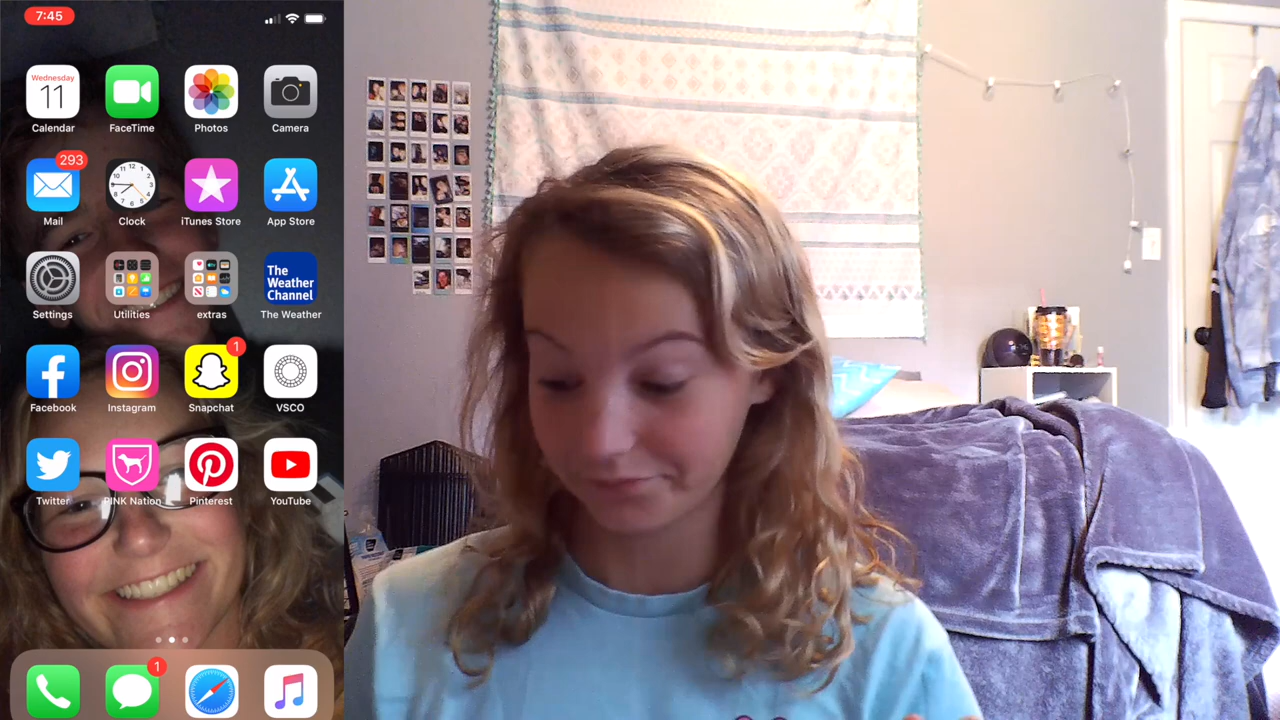 7:45
Wednesday
11
Calendar
FaceTime
Photos
Camera
293
Mail
Clock
iTunes Store
App Store
Settings
Utilities
extras
The
Weather
Channel
The Weather
1
Facebook
Instagram
Snapchat
VSCO
Twitter
PINK Nation
Pinterest
YouTube
1